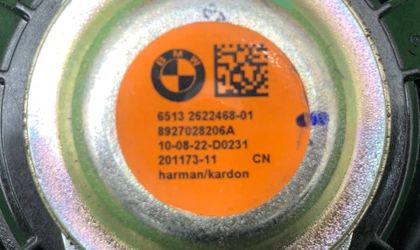 BMW
6513 2622468-01
8927028206A
10-08-22-D0231
201173-11 CN
harman/kardon